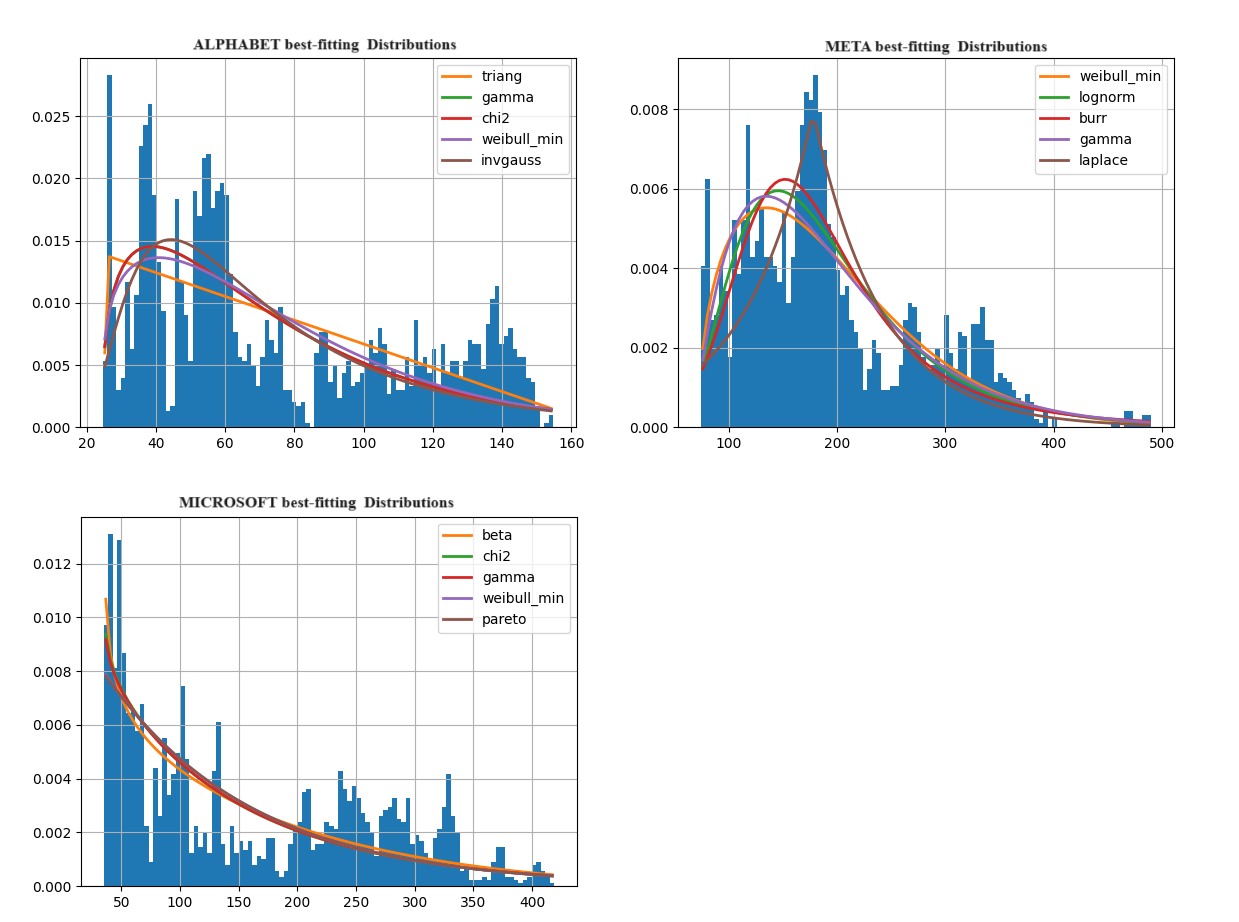 ALPHABET best-fitting Distributions
0.025
0.020
0.015
0.010
0.005
0.000
20 40 60 80 100 120 140 160
triang
gamma
chi2
weibull_min
invgauss
META best-fitting Distributions
0.008
0.006
0.004
0.002
0.000
100 200 300 400 500
weibull_min
lognorm
burr
gamma
laplace
MICROSOFT best-fitting Distributions
0.012
0.010
0.008
0.006
0.004
0.002
0.000
50 100 150 200 250 300 350 400
beta
chi2
gamma
weibull_min
pareto